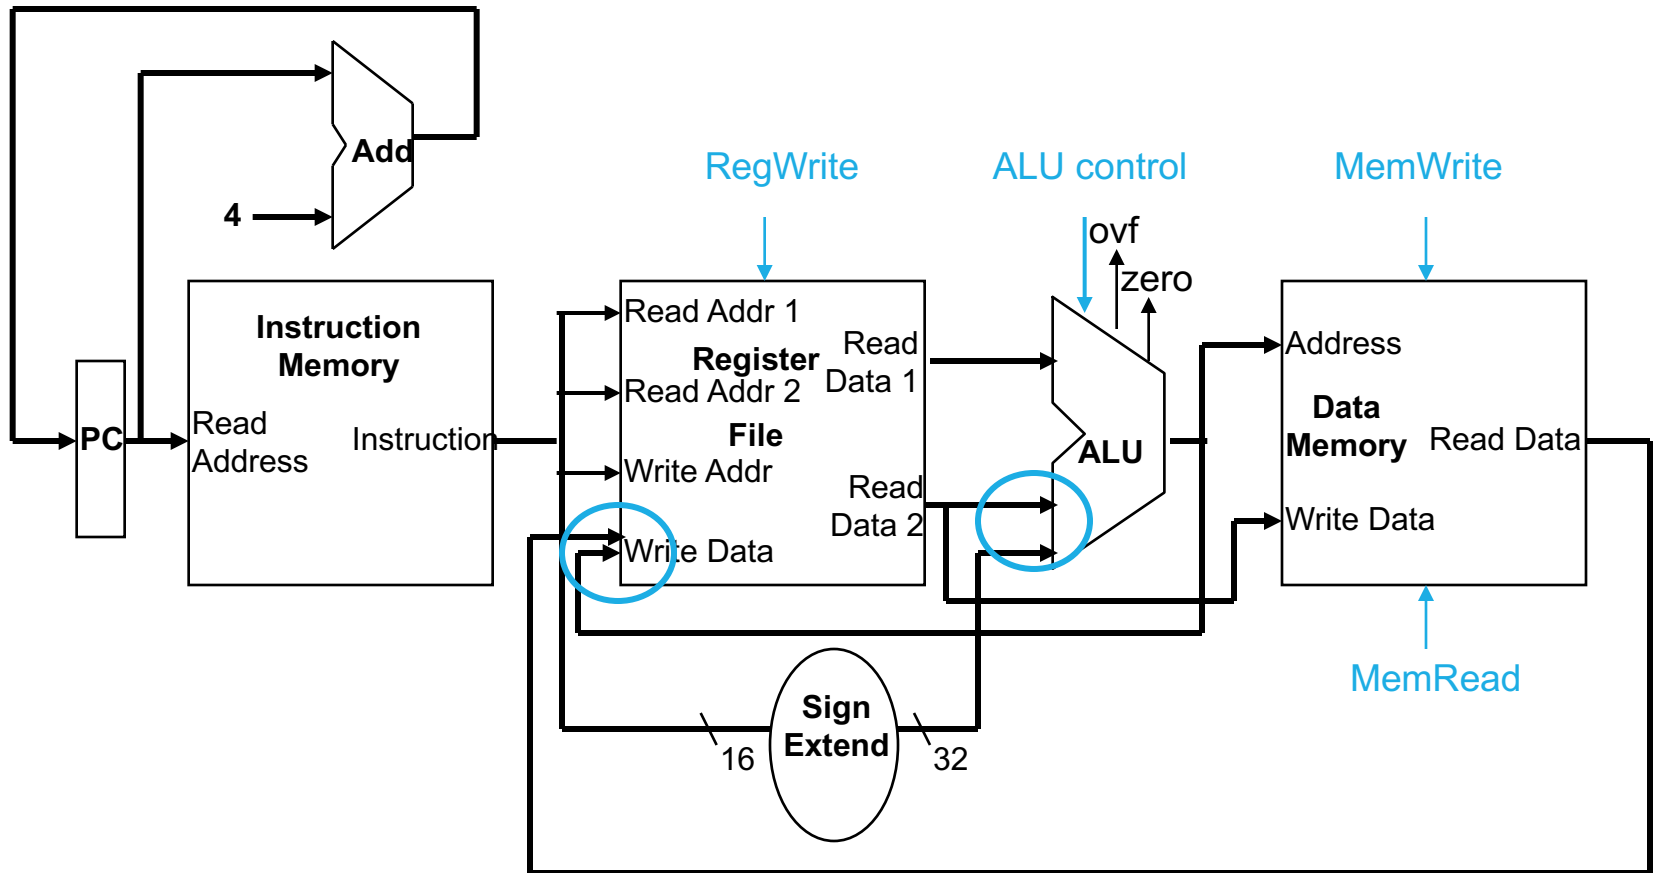 Add
RegWrite
ALU control
MemWrite
4
ovf
zero
Instruction
Memory
Read Addr 1
Register
Read
Data 1
Address
Read Addr 2
Data
Memory
PC
Read
Address
Instruction
File
ALU
Read Data
Write Addr
Read
Data 2
Write Data
Write Data
MemRead
Sign
Extend
16
32